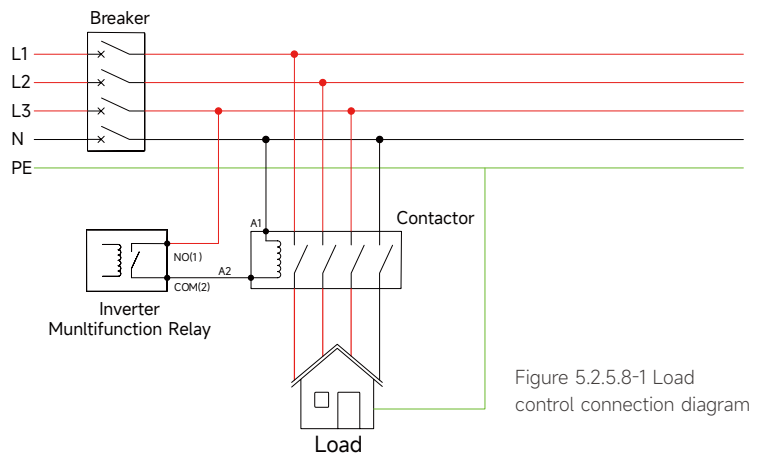 Breaker
L1
L2
L3
N
PE
Contactor
A1
NO(1)
A2
COM(2)
Inverter
Munltifunction Relay
Load
Figure 5.2.5.8-1 Load
control connection diagram